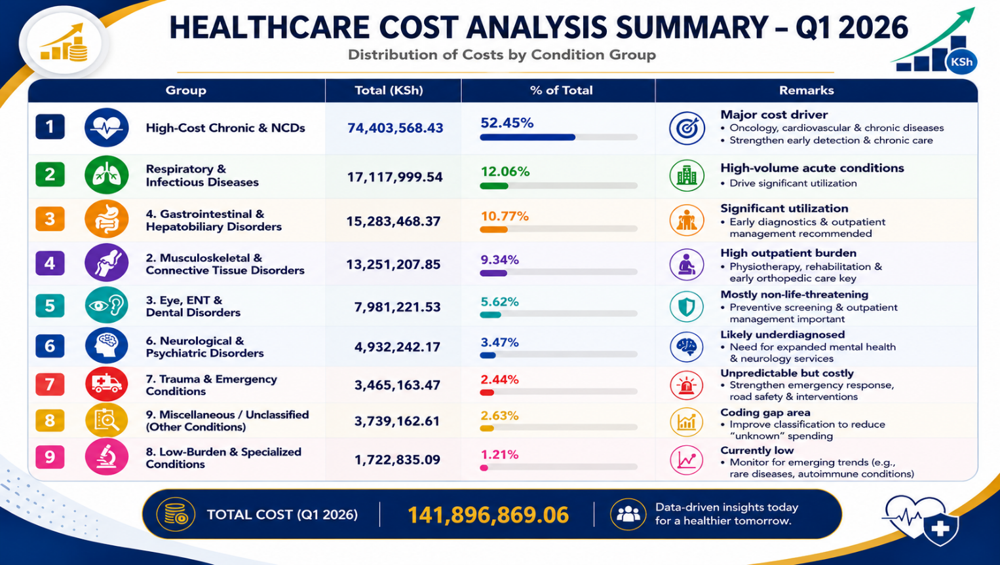 HEALTHCARE COST ANALYSIS SUMMARY – Q1 2026
Distribution of Costs by Condition Group
KSh
Group
Total (KSh)
% of Total
Remarks
1
High-Cost Chronic & NCDs
74,403,568.43
52.45%
Major cost driver
• Oncology, cardiovascular & chronic diseases
• Strengthen early detection & chronic care
2
Respiratory &
Infectious Diseases
17,117,999.54
12.06%
High-volume acute conditions
• Drive significant utilization
3
4. Gastrointestinal &
Hepatobiliary Disorders
15,283,468.37
10.77%
Significant utilization
• Early diagnostics & outpatient
management recommended
4
2. Musculoskeletal &
Connective Tissue Disorders
13,251,207.85
9.34%
High outpatient burden
• Physiotherapy, rehabilitation &
early orthopedic care key
5
3. Eye, ENT &
Dental Disorders
7,981,221.53
5.62%
Mostly non-life-threatening
• Preventive screening & outpatient
management important
6
6. Neurological &
Psychiatric Disorders
4,932,242.17
3.47%
Likely underdiagnosed
• Need for expanded mental health
& neurology services
7
7. Trauma & Emergency
Conditions
3,465,163.47
2.44%
Unpredictable but costly
• Strengthen emergency response,
road safety & interventions
8
9. Miscellaneous / Unclassified
(Other Conditions)
3,739,162.61
2.63%
Coding gap area
• Improve classification to reduce
“unknown” spending
9
8. Low-Burden & Specialized
Conditions
1,722,835.09
1.21%
Currently low
• Monitor for emerging trends (e.g.,
rare diseases, autoimmune conditions)
TOTAL COST (Q1 2026)
141,896,869.06
Data-driven insights today
for a healthier tomorrow.